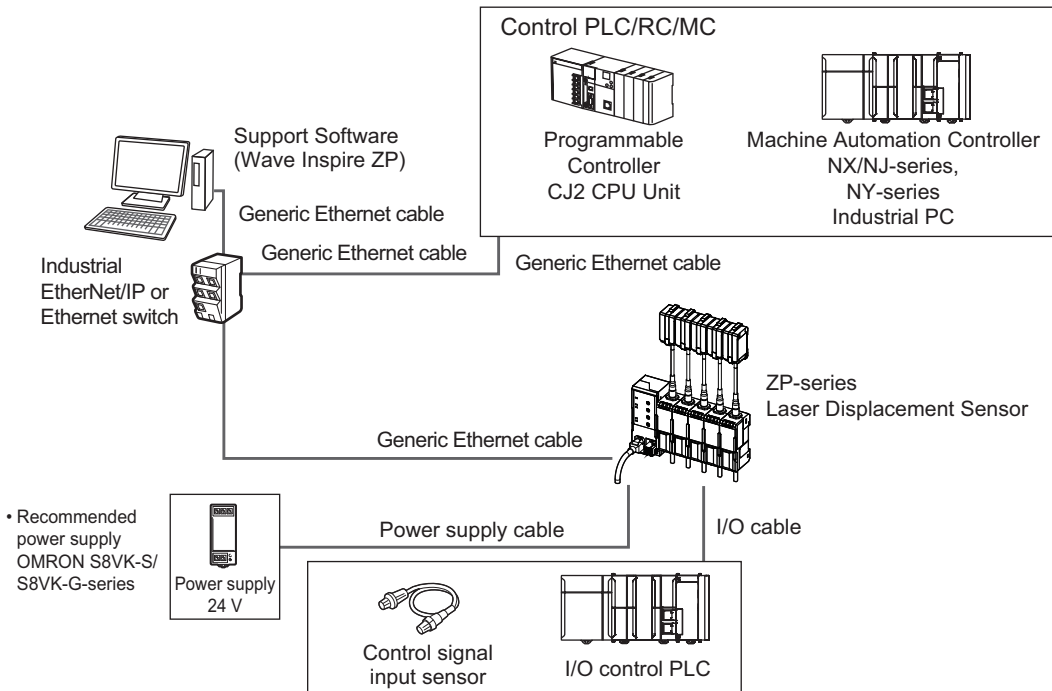 Control PLC/RC/MC
Programmable
Controller
CJ2 CPU Unit
Machine Automation Controller
NX/NJ-series,
NY-series
Industrial PC
Support Software
(Wave Inspire ZP)
Generic Ethernet cable
Generic Ethernet cable
Generic Ethernet cable
Industrial
EtherNet/IP or
Ethernet switch
ZP-series
Laser Displacement Sensor
Generic Ethernet cable
• Recommended
power supply
OMRON S8VK-S/
S8VK-G-series
Power supply
24 V
Power supply cable
I/O cable
Control signal
input sensor
I/O control PLC